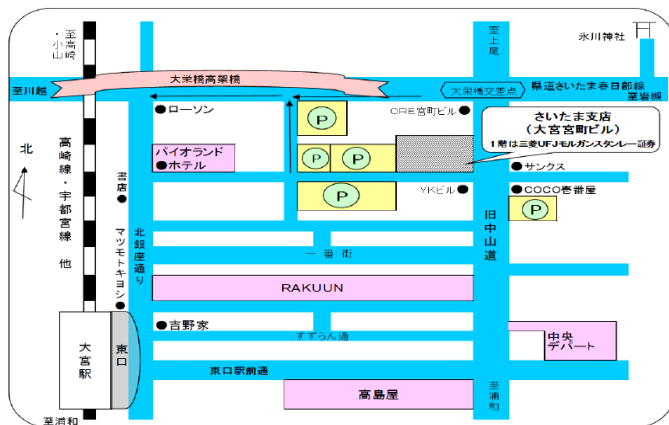 至高崎
・小山
至上尾
氷川神社
至川越
大栄橋高架橋
大栄橋交差点
県道さいたま春日部線
至岩槻
ローソン
P
ORE宮町ビル
さいたま支店
(大宮宮町ビル)
1階は三菱UFJモルガンスタンレー証券
北
高崎線・宇都宮線 他
パイオランド
ホテル
P
P
サンクス
書店
P
YKビル
COCO壱番屋
P
マツモトキヨシ
北銀座通り
一番街
旧中山道
RAKUUN
吉野家
すずらん通
大宮駅
東口
中央
デパート
東口駅前通
高島屋
至浦和
至浦和